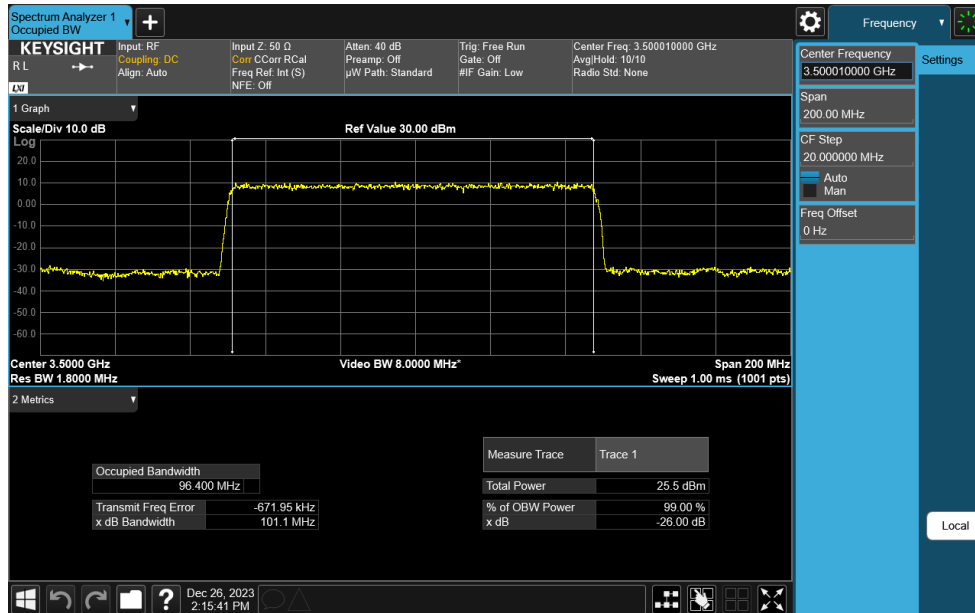 Spectrum Analyzer 1
Occupied BW
Frequency
KEYSIGHT
R L
LXI
Input: RF
Coupling: DC
Align: Auto
Input Z: 50 Ω
Corr CCorr RCal
Freq Ref: Int (S)
NFE: Off
Atten: 40 dB
Preamp: Off
µW Path: Standard
Trig: Free Run
Gate: Off
#IF Gain: Low
Center Freq: 3.500010000 GHz
Avg|Hold: 10/10
Radio Std: None
Center Frequency
3.500010000 GHz
Settings
Span
200.00 MHz
CF Step
20.000000 MHz
Auto
Man
Freq Offset
0 Hz
Local
1 Graph
Scale/Div 10.0 dB
Ref Value 30.00 dBm
Log
20.0
10.0
0.00
-10.0
-20.0
-30.0
-40.0
-50.0
-60.0
Center 3.5000 GHz
Video BW 8.0000 MHz*
Span 200 MHz
Res BW 1.8000 MHz
Sweep 1.00 ms (1001 pts)
2 Metrics
Measure Trace Trace 1
Occupied Bandwidth
96.400 MHz
Total Power 25.5 dBm
Transmit Freq Error -671.95 kHz
% of OBW Power 99.00 %
x dB Bandwidth 101.1 MHz
x dB -26.00 dB
?
Dec 26, 2023
2:15:41 PM